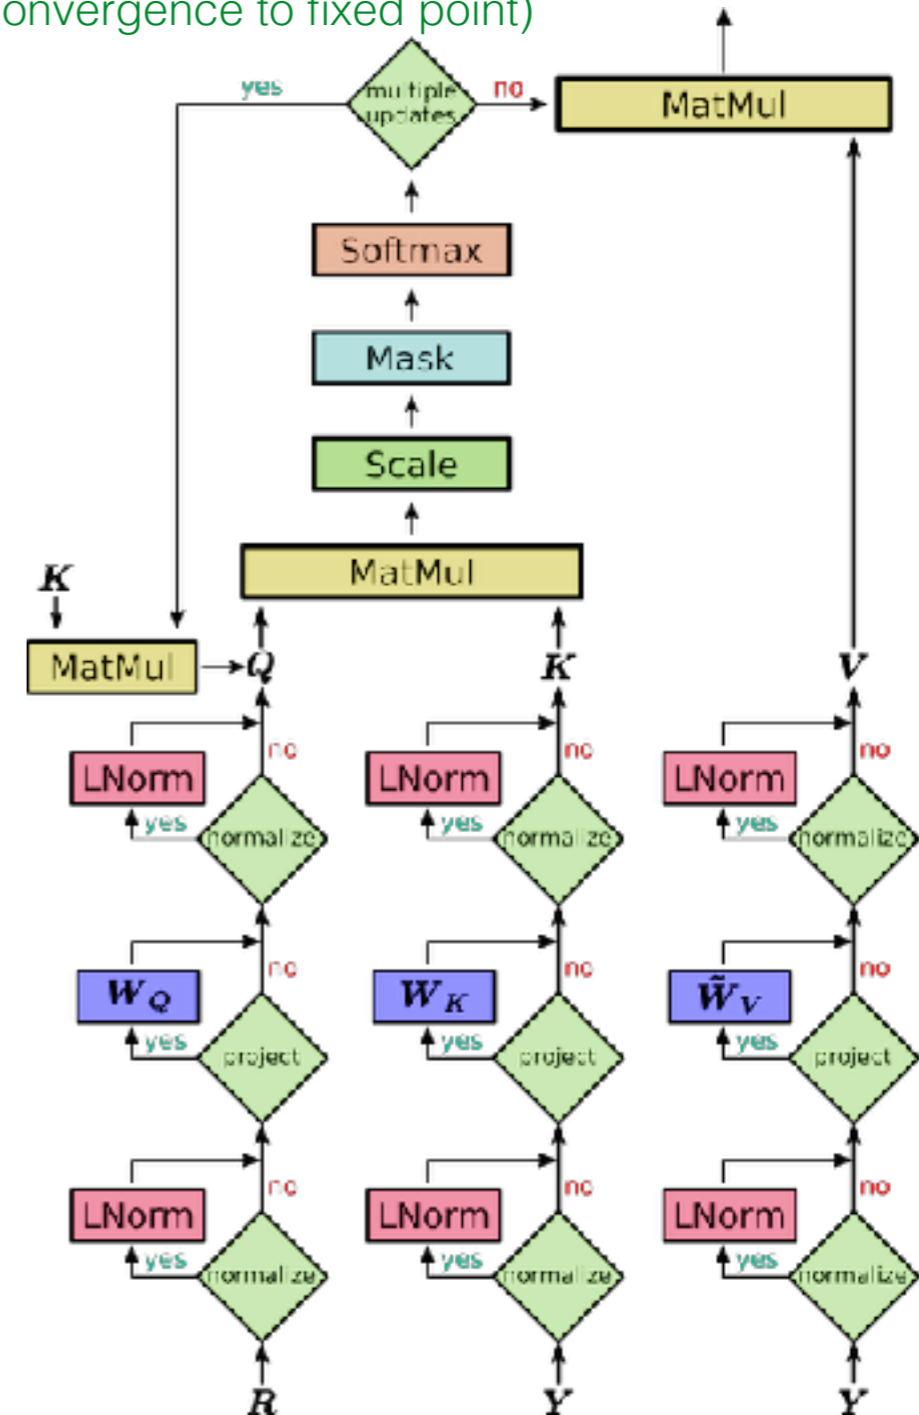 onvergence to fixed point)
yes
multiple
updates
no
MatMul
Softmax
Mask
Scale
K
MatMul
MatMul
Q
K
V
no
no
no
LNorm
LNorm
LNorm
yes
normalize
yes
normalize
yes
normalize
no
no
no
W_Q
W_K
W̃_V
yes
project
yes
project
yes
project
no
no
no
LNorm
LNorm
LNorm
yes
normalize
yes
normalize
yes
normalize
R
Y
Y